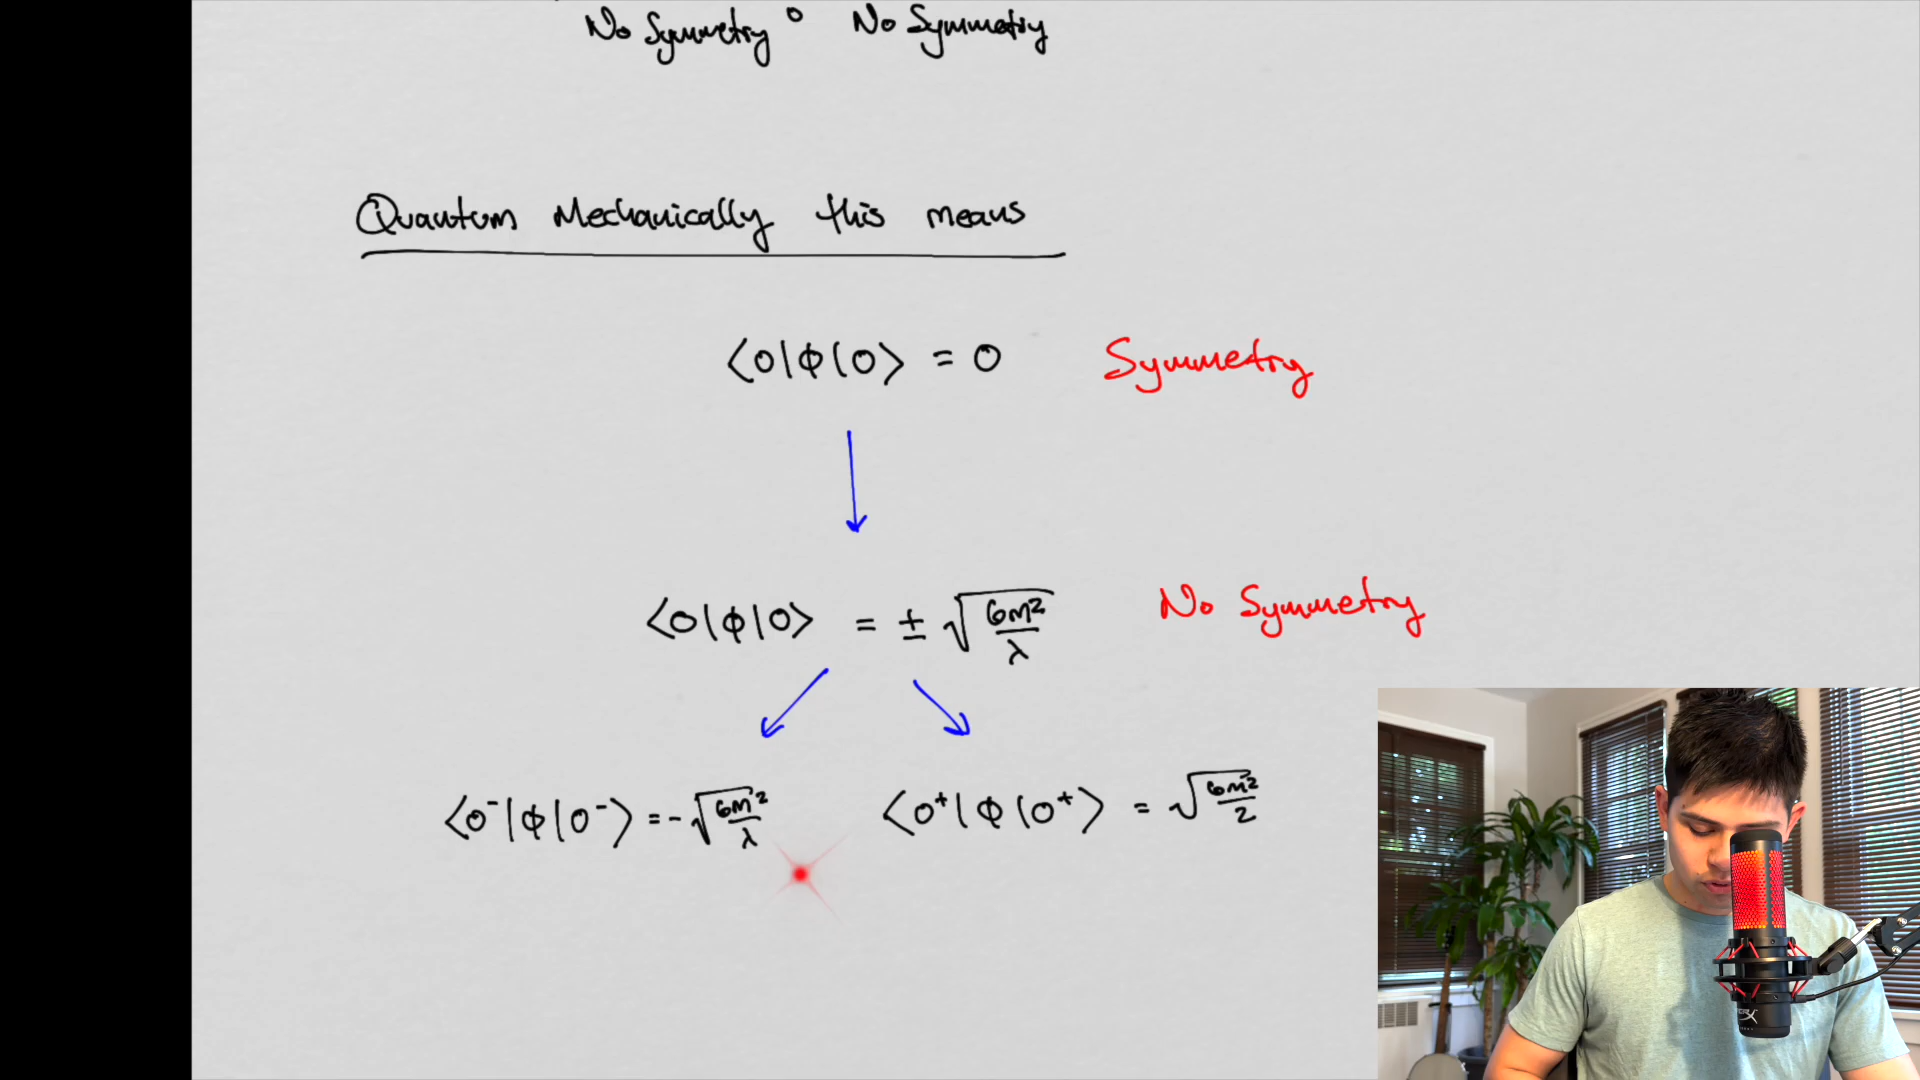 No Symmetry No Symmetry
Quantum Mechanically this means
⟨0|ϕ|0⟩ = 0 Symmetry
⟨0|ϕ|0⟩ = ± √(6m²/λ) No Symmetry
⟨0⁻|ϕ|0⁻⟩ = - √(6m²/λ) ⟨0⁺|ϕ|0⁺⟩ = √(6m²/2)